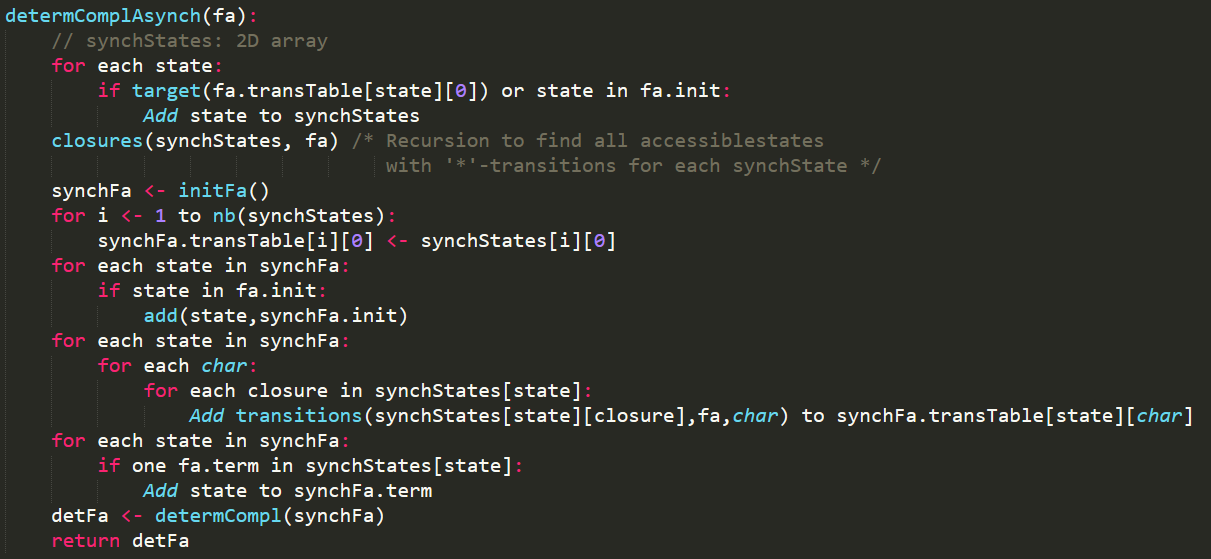 determComplAsynch(fa):
    // synchStates: 2D array
    for each state:
        if target(fa.transTable[state][0]) or state in fa.init:
            Add state to synchStates
    closures(synchStates, fa) /* Recursion to find all accessiblestates
                                 with '*'-transitions for each synchState */
    synchFa <- initFa()
    for i <- 1 to nb(synchStates):
        synchFa.transTable[i][0] <- synchStates[i][0]
    for each state in synchFa:
        if state in fa.init:
            add(state,synchFa.init)
    for each state in synchFa:
        for each char:
            for each closure in synchStates[state]:
                Add transitions(synchStates[state][closure],fa,char) to synchFa.transTable[state][char]
    for each state in synchFa:
        if one fa.term in synchStates[state]:
            Add state to synchFa.term
    detFa <- determCompl(synchFa)
    return detFa